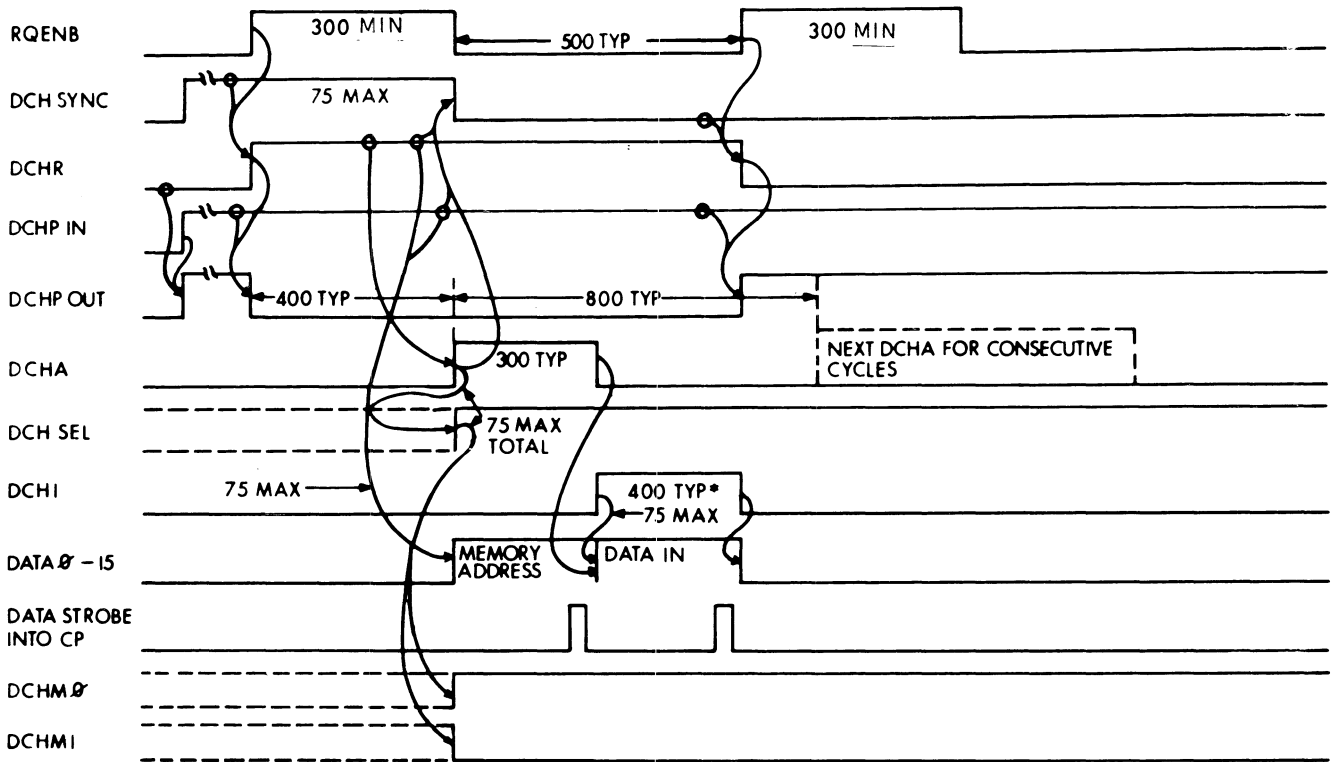 RQENB
300 MIN
500 TYP
300 MIN
DCH SYNC
75 MAX
DCHR
DCHP IN
DCHP OUT
400 TYP
800 TYP
DCHA
300 TYP
NEXT DCHA FOR CONSECUTIVE
CYCLES
DCH SEL
75 MAX
TOTAL
DCHI
75 MAX
400 TYP*
75 MAX
DATA Ø -15
MEMORY
ADDRESS
DATA IN
DATA STROBE
INTO CP
DCHMØ
DCHM1